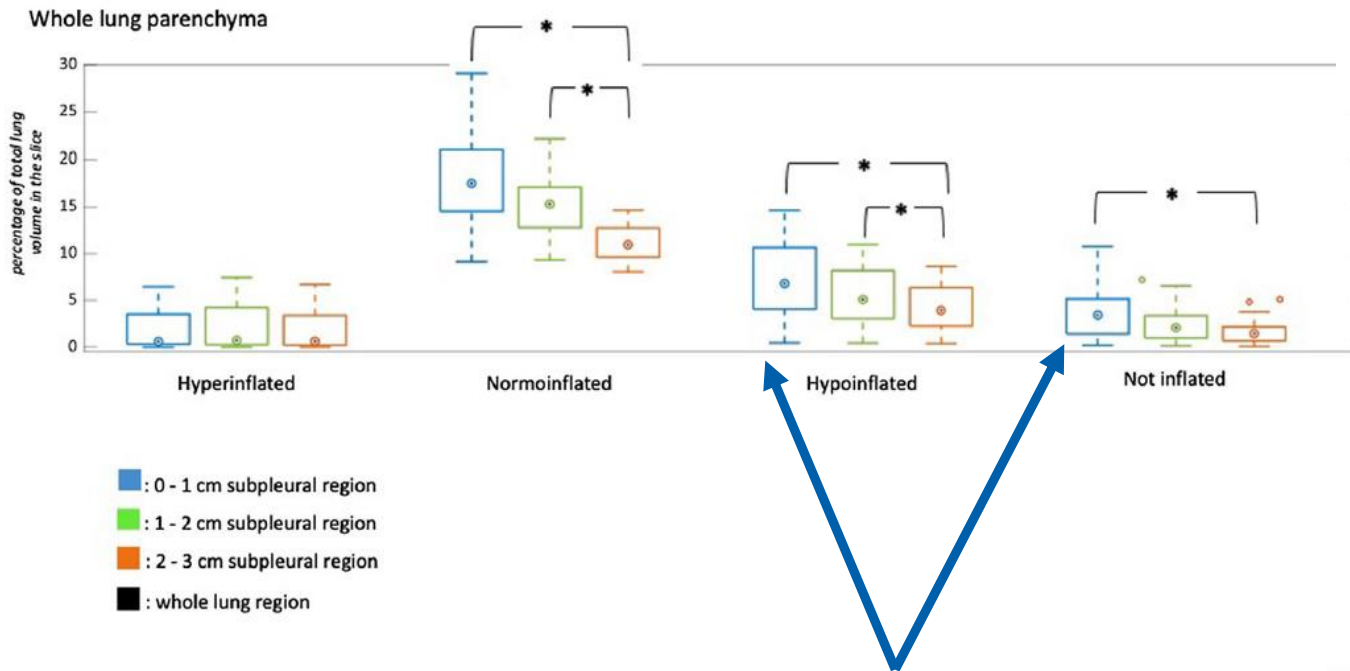 Whole lung parenchyma
percentage of total lung
volume in the slice
30
25
20
15
10
5
0
*
*
*
*
*
Hyperinflated
Normoinflated
Hypoinflated
Not inflated
: 0 - 1 cm subpleural region
: 1 - 2 cm subpleural region
: 2 - 3 cm subpleural region
: whole lung region